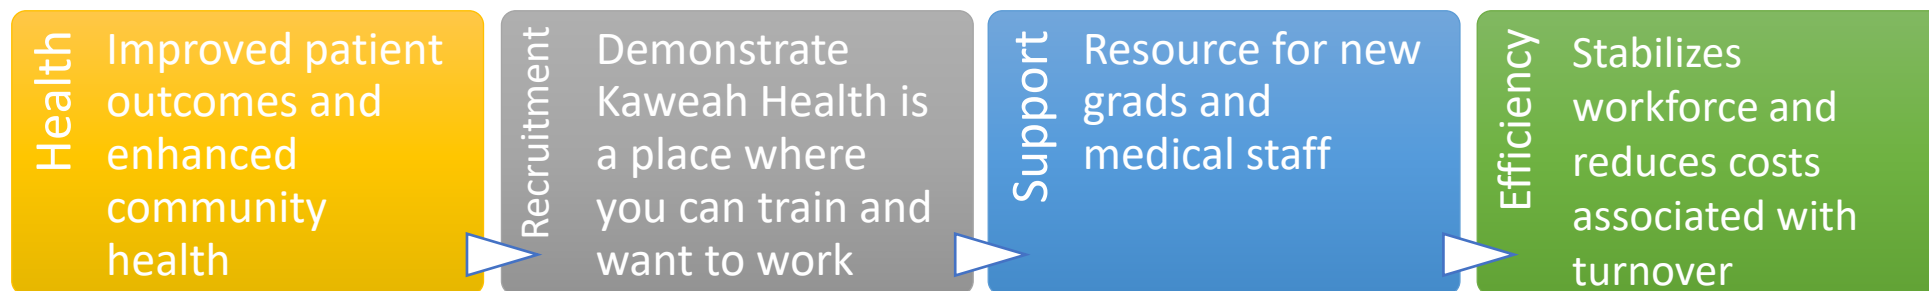 Health
Improved patient
outcomes and
enhanced
community
health
Recruitment
Demonstrate
Kaweah Health is
a place where
you can train and
want to work
Support
Resource for new
grads and
medical staff
Efficiency
Stabilizes
workforce and
reduces costs
associated with
turnover